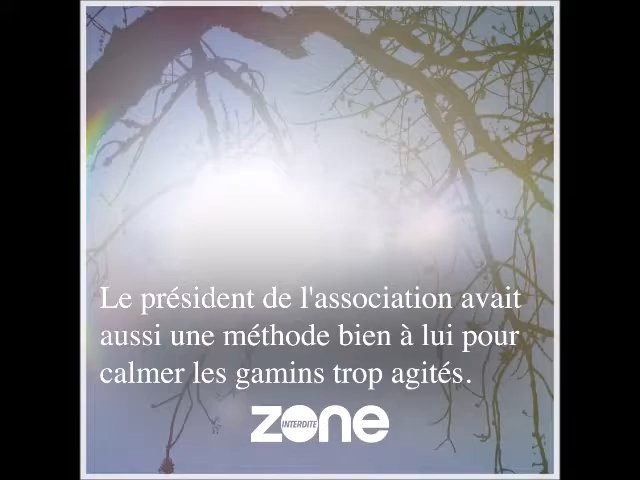 Le président de l'association avait
aussi une méthode bien à lui pour
calmer les gamins trop agités.
zone
INTERDITE